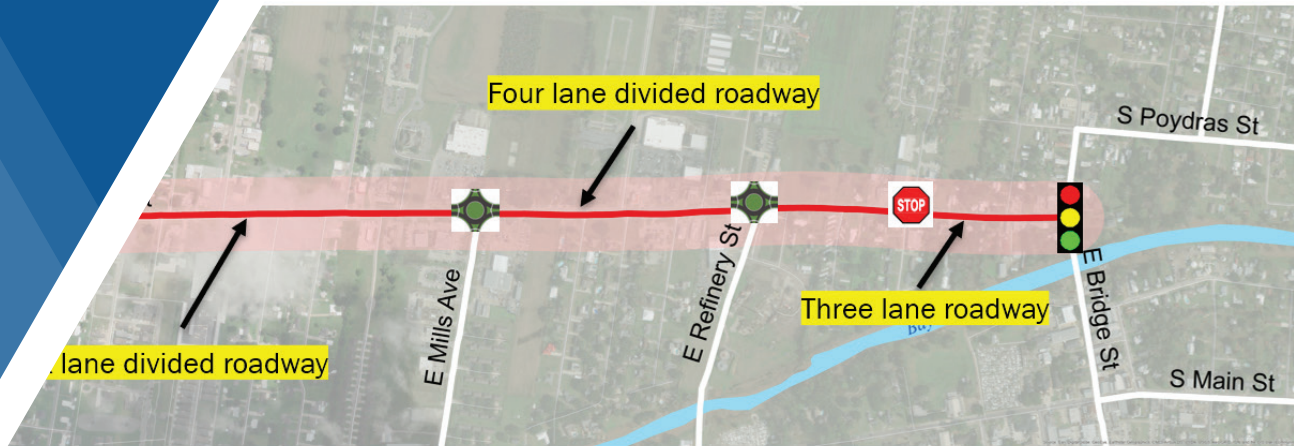 Four lane divided roadway
S Poydras St
STOP
E Mills Ave
E Refinery St
E Bridge St
Three lane roadway
lane divided roadway
S Main St